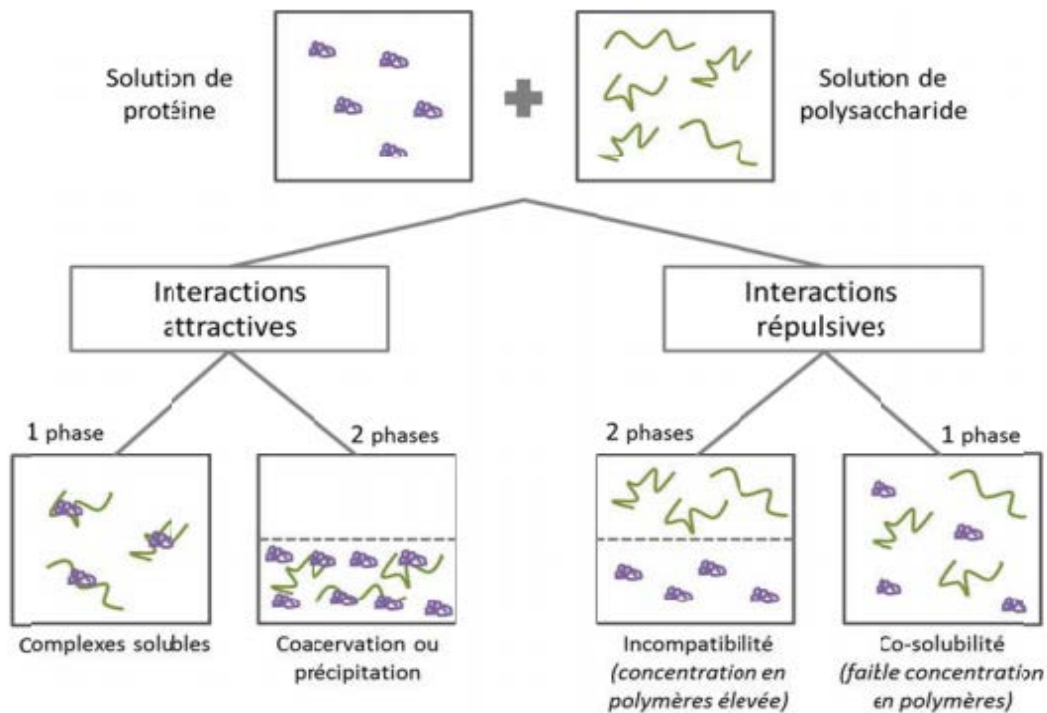 Solution de
protéine
Solution de
polysaccharide
Interactions
attractives
Interactions
répulsives
1 phase
2 phases
2 phases
1 phase
Complexes solubles
Coacervation ou
précipitation
Incompatibilité
(concentration en
polymères élevée)
Co-solubilité
(faible concentration
en polymères)